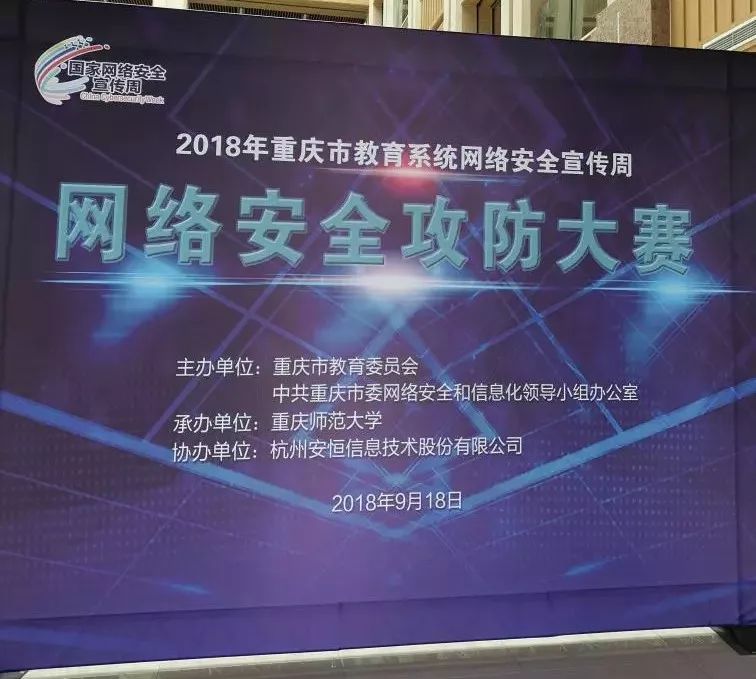 国家网络安全
宣传周
China Cybersecurity Week
2018年重庆市教育系统网络安全宣传周
网络安全攻防大赛
主办单位：重庆市教育委员会
中共重庆市委网络安全和信息化领导小组办公室
承办单位：重庆师范大学
协办单位：杭州安恒信息技术股份有限公司
2018年9月18日